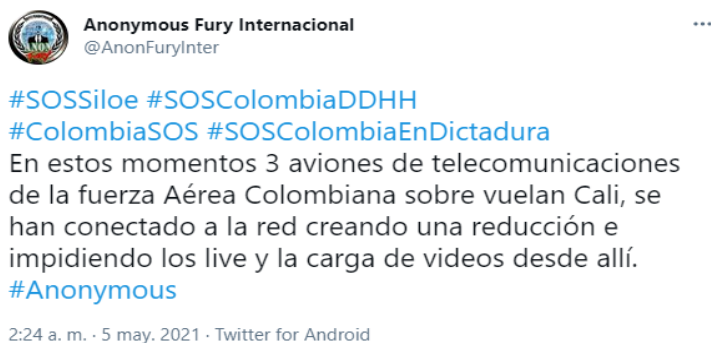 Anonymous Fury Internacional
@AnonFuryInter
#SOSSiloe #SOSColombiaDDHH
#ColombiaSOS #SOSColombiaEnDictadura
En estos momentos 3 aviones de telecomunicaciones
de la fuerza Aérea Colombiana sobre vuelan Cali, se
han conectado a la red creando una reducción e
impidiendo los live y la carga de videos desde allí.
#Anonymous
2:24 a. m. · 5 may. 2021 · Twitter for Android